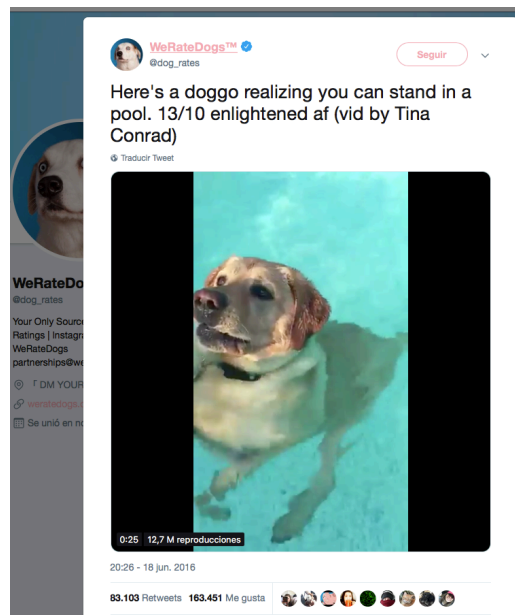 WeRateDogs™
@dog_rates
Seguir
Here's a doggo realizing you can stand in a
pool. 13/10 enlightened af (vid by Tina
Conrad)
Traducir Tweet
0:25 12,7 M reproducciones
20:26 - 18 jun. 2016
83.103 Retweets 163.451 Me gusta
WeRateDo
@dog_rates
Your Only Source
Ratings | Instagra
WeRateDogs
partnerships@we
「 DM YOUR
weratedogs.c
Se unió en no